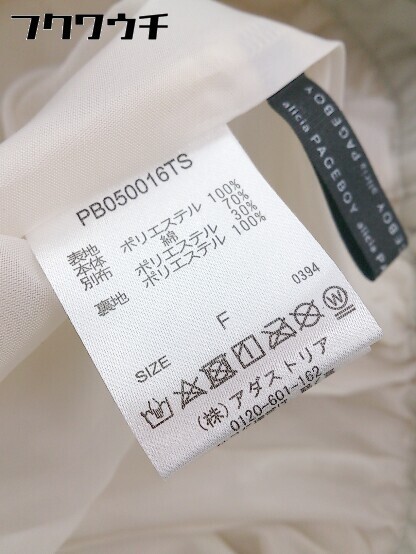 フクワウチ
alicia PAGEBOY
alicia PAGEBOY
PB050016TS
表地
本体 ポリエステル 100%
別布 綿 70%
ポリエステル 30%
裏地 ポリエステル 100%
0394
SIZE F
(株) アダストリア
0120-601-162